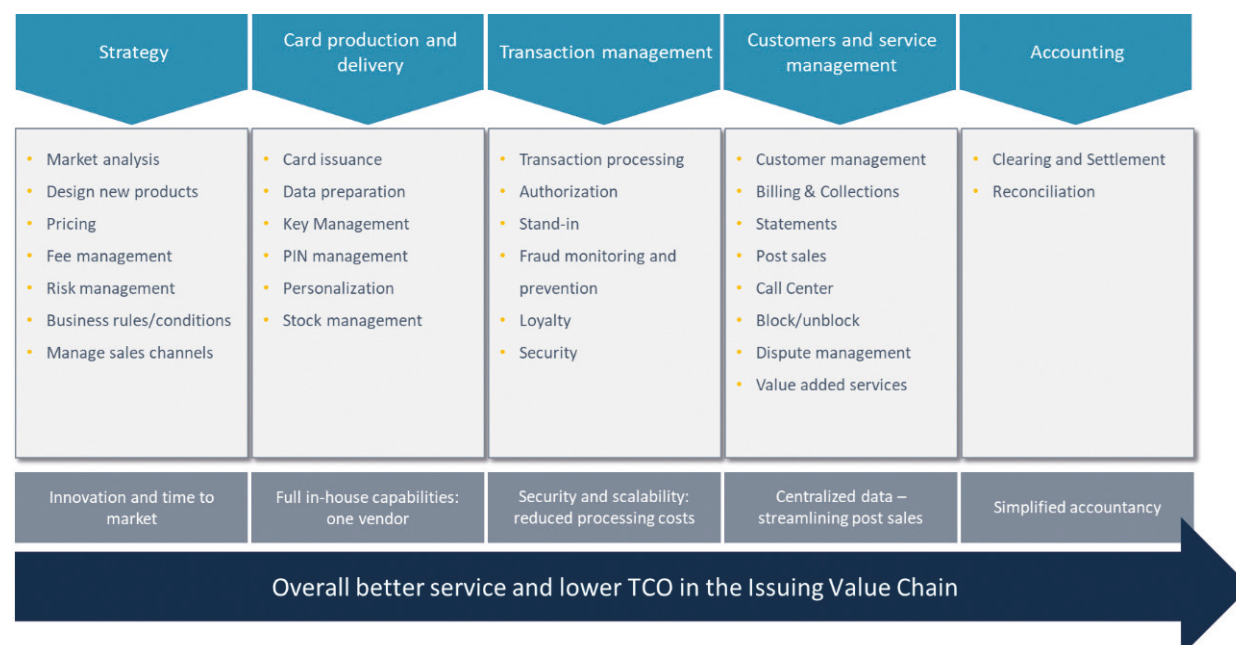 Strategy
Card production and
delivery
Transaction management
Customers and service
management
Accounting
• Market analysis
• Design new products
• Pricing
• Fee management
• Risk management
• Business rules/conditions
• Manage sales channels
• Card issuance
• Data preparation
• Key Management
• PIN management
• Personalization
• Stock management
• Transaction processing
• Authorization
• Stand-in
• Fraud monitoring and
prevention
• Loyalty
• Security
• Customer management
• Billing & Collections
• Statements
• Post sales
• Call Center
• Block/unblock
• Dispute management
• Value added services
• Clearing and Settlement
• Reconciliation
Innovation and time to
market
Full in-house capabilities:
one vendor
Security and scalability:
reduced processing costs
Centralized data –
streamlining post sales
Simplified accountancy
Overall better service and lower TCO in the Issuing Value Chain